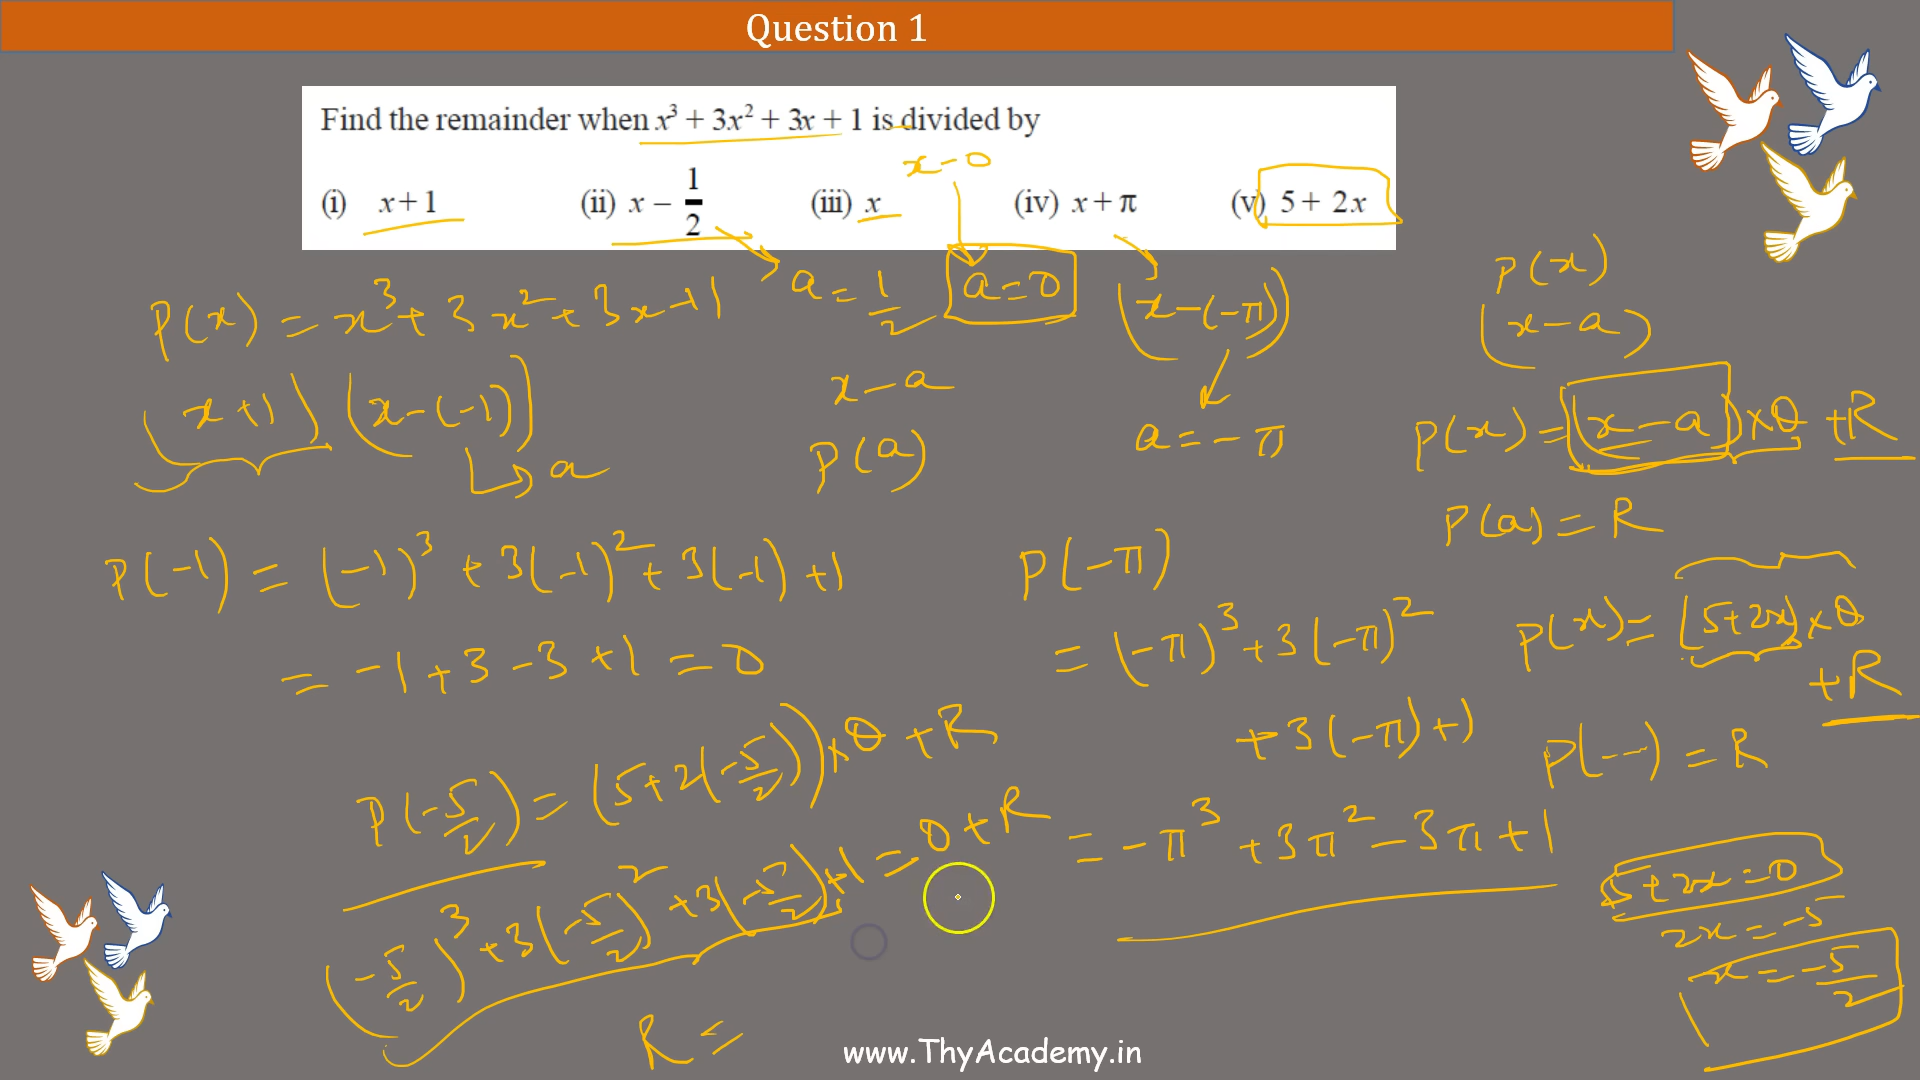 Question 1
Find the remainder when x³ + 3x² + 3x + 1 is divided by
(i) x + 1 (ii) x − 1/2 (iii) x (iv) x + π (v) 5 + 2x
x − 0
P(x) = x³ + 3x² + 3x + 1
a = 1/2
a = 0
(x − (−π))
a = −π
P(x)
(x − a)
(x + 1) (x − (−1))
a
x − a
P(a)
P(x) = (x − a) × Q + R
P(a) = R
P(−1) = (−1)³ + 3(−1)² + 3(−1) + 1
= −1 + 3 − 3 + 1 = 0
P(−π)
= (−π)³ + 3(−π)²
+ 3(−π) + 1
= −π³ + 3π² − 3π + 1
P(x) = (5 + 2x) × Q
+ R
P(--) = R
5 + 2x = 0
2x = −5
x = −5/2
P(−5/2) = (5 + 2(−5/2)) × Q + R
(−5/2)³ + 3(−5/2)² + 3(−5/2) + 1 = 0 + R
R =
www.ThyAcademy.in